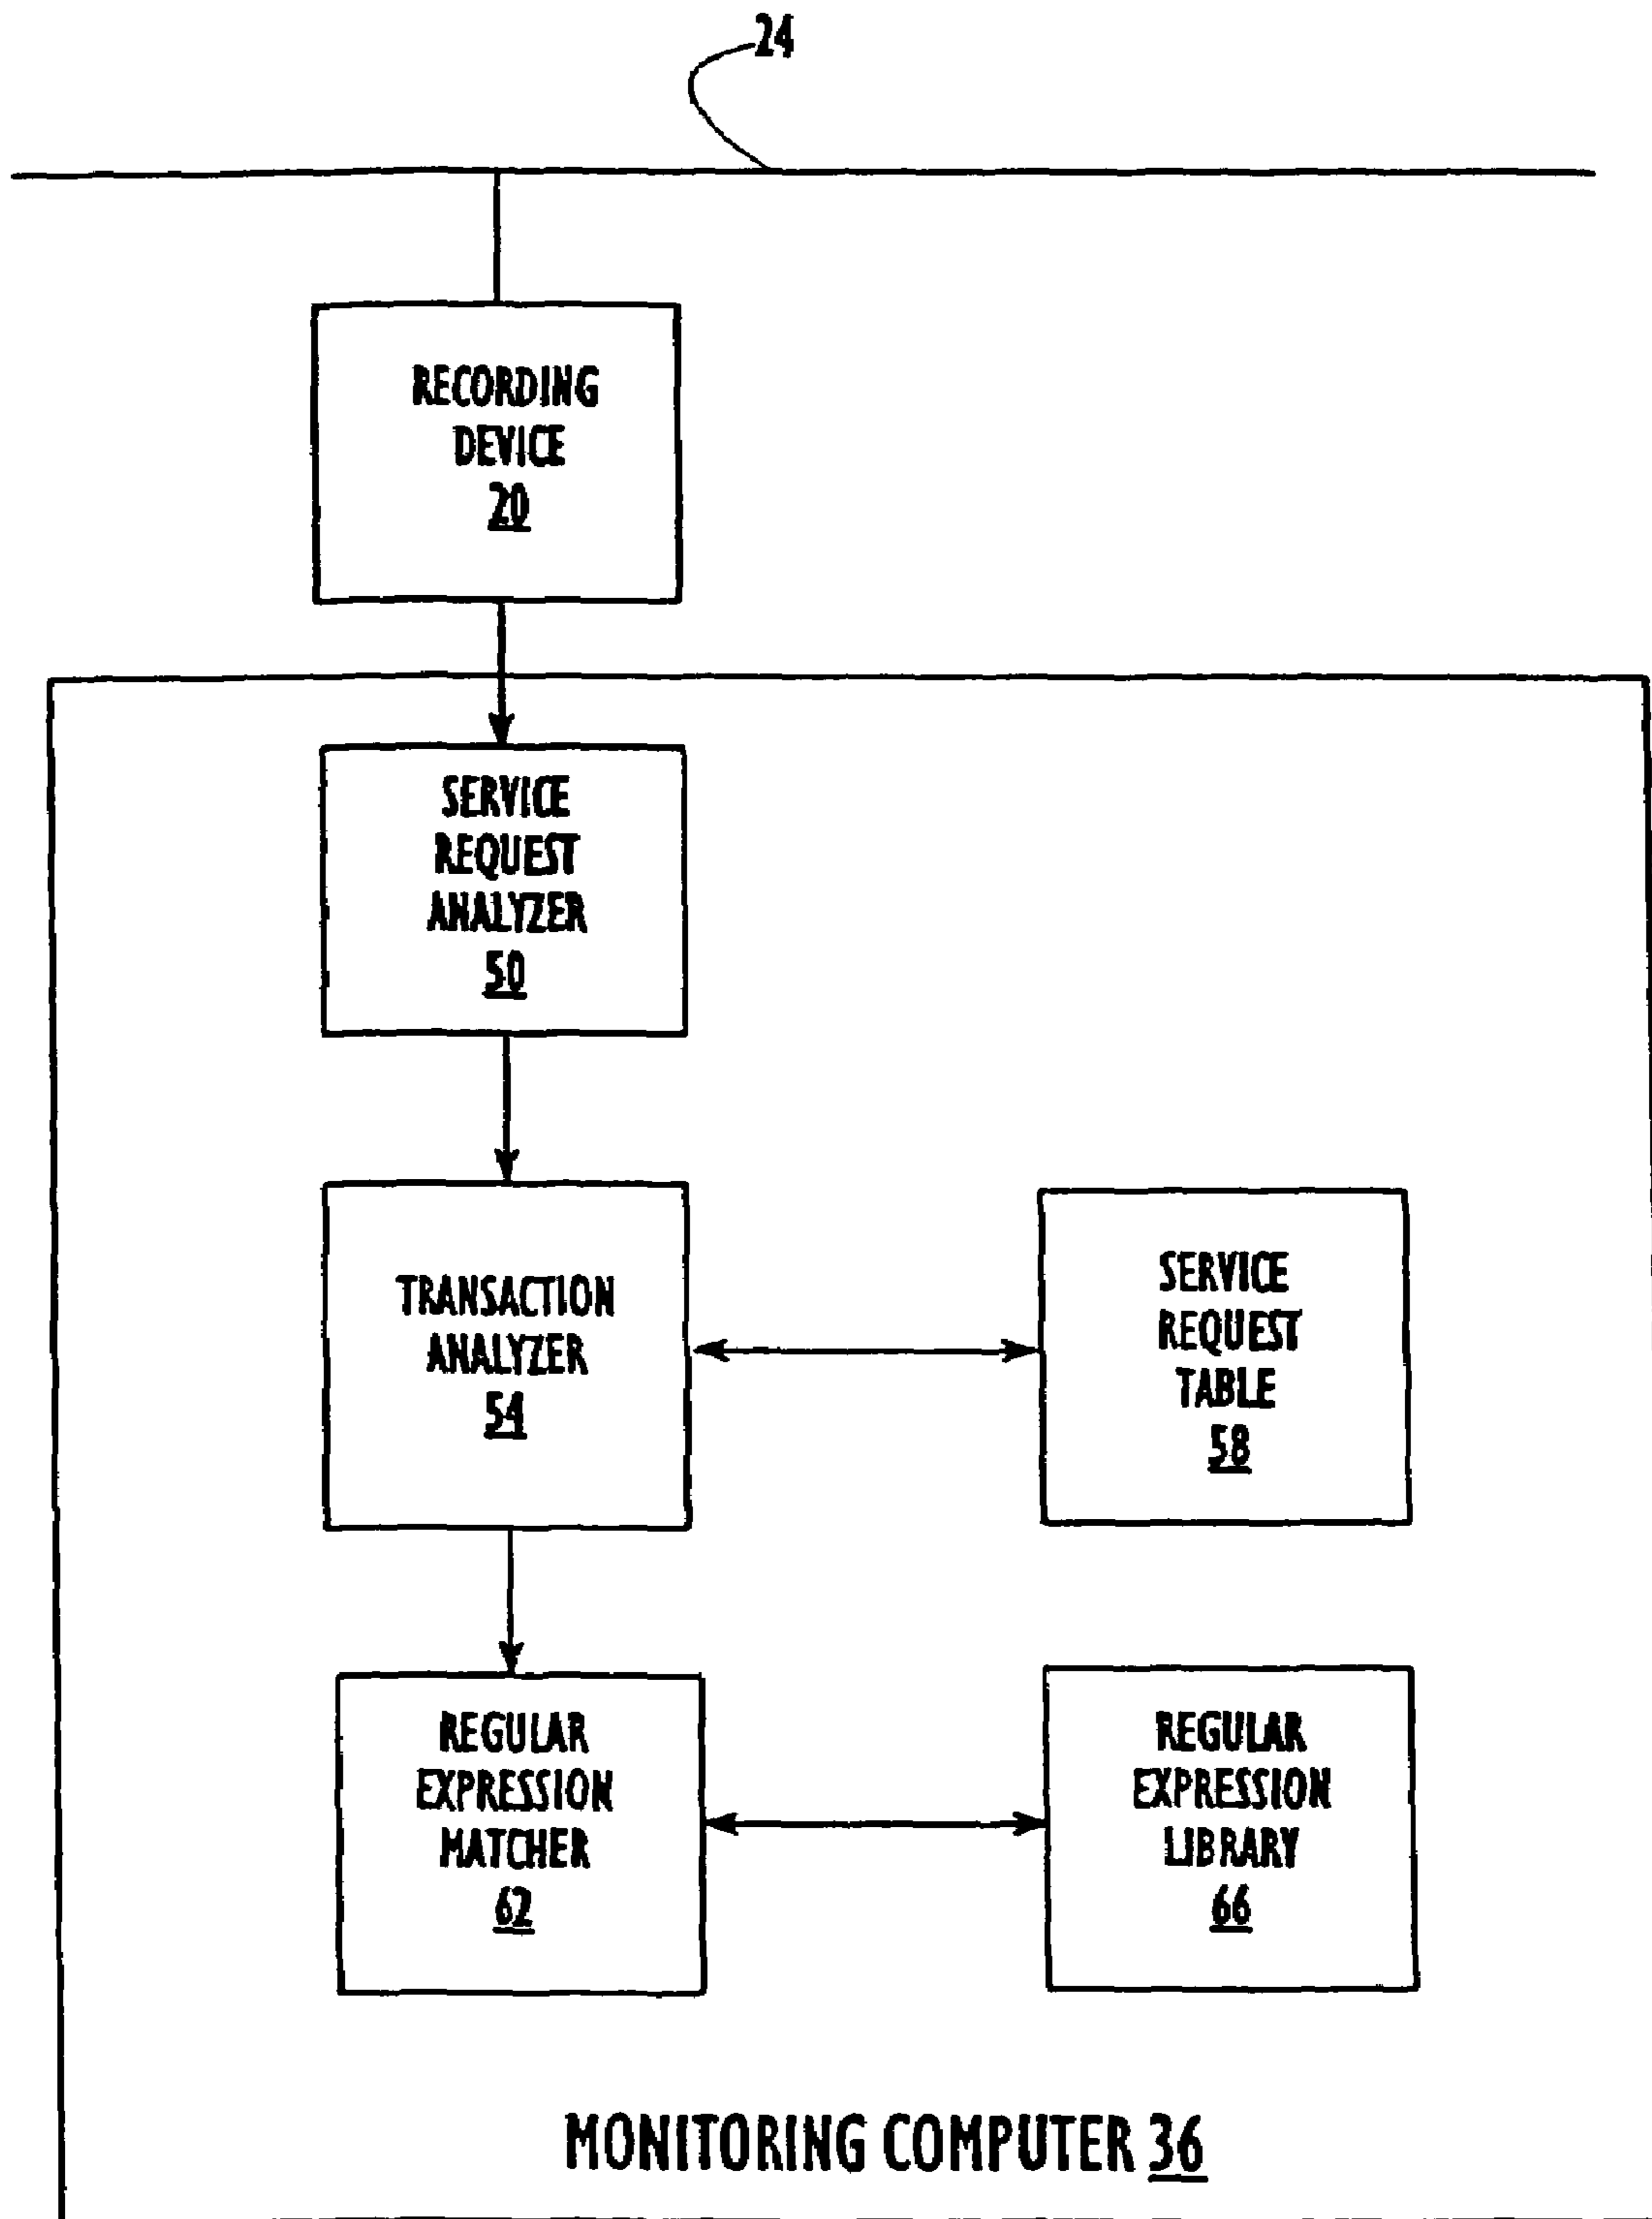 24
RECORDING
DEVICE
20
SERVICE
REQUEST
ANALYZER
50
TRANSACTION
ANALYZER
54
SERVICE
REQUEST
TABLE
58
REGULAR
EXPRESSION
MATCHER
62
REGULAR
EXPRESSION
LIBRARY
66
MONITORING COMPUTER 36